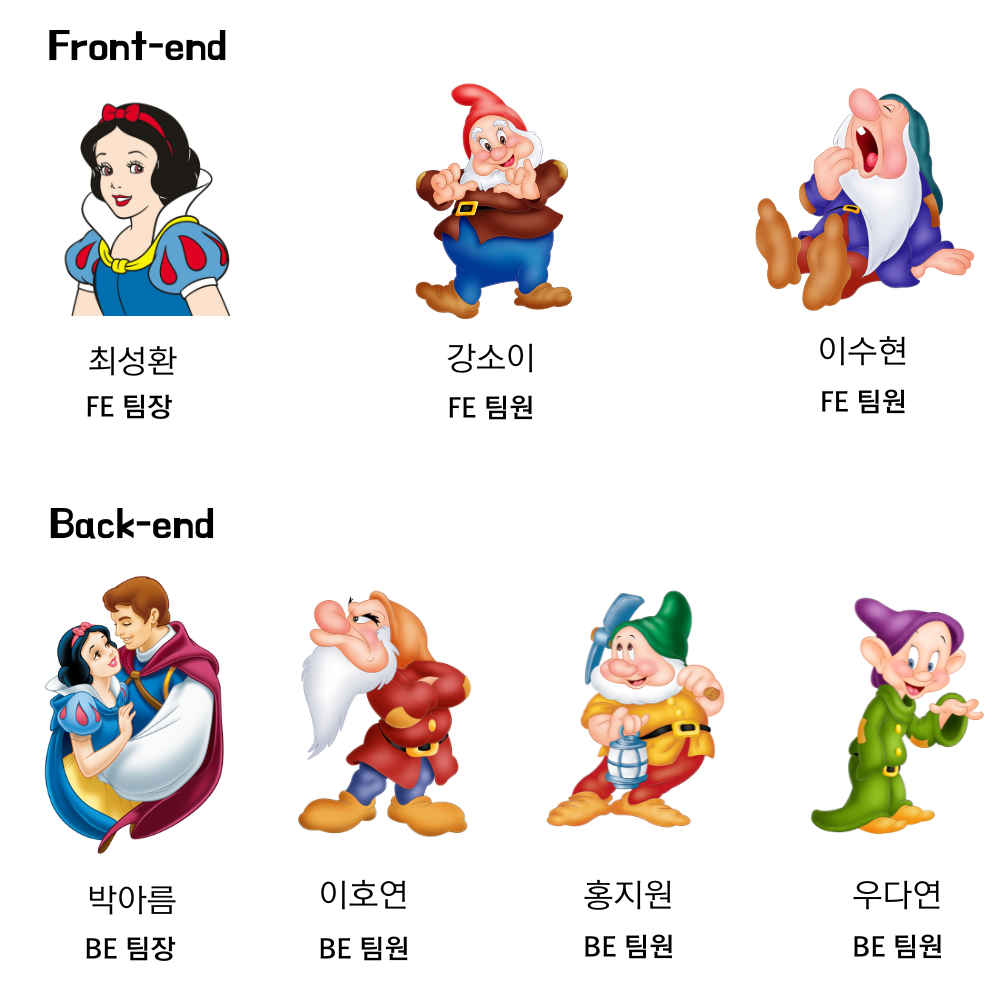 Front-end
최성환
FE 팀장
강소이
FE 팀원
이수현
FE 팀원
Back-end
박아름
BE 팀장
이호연
BE 팀원
홍지원
BE 팀원
우다연
BE 팀원